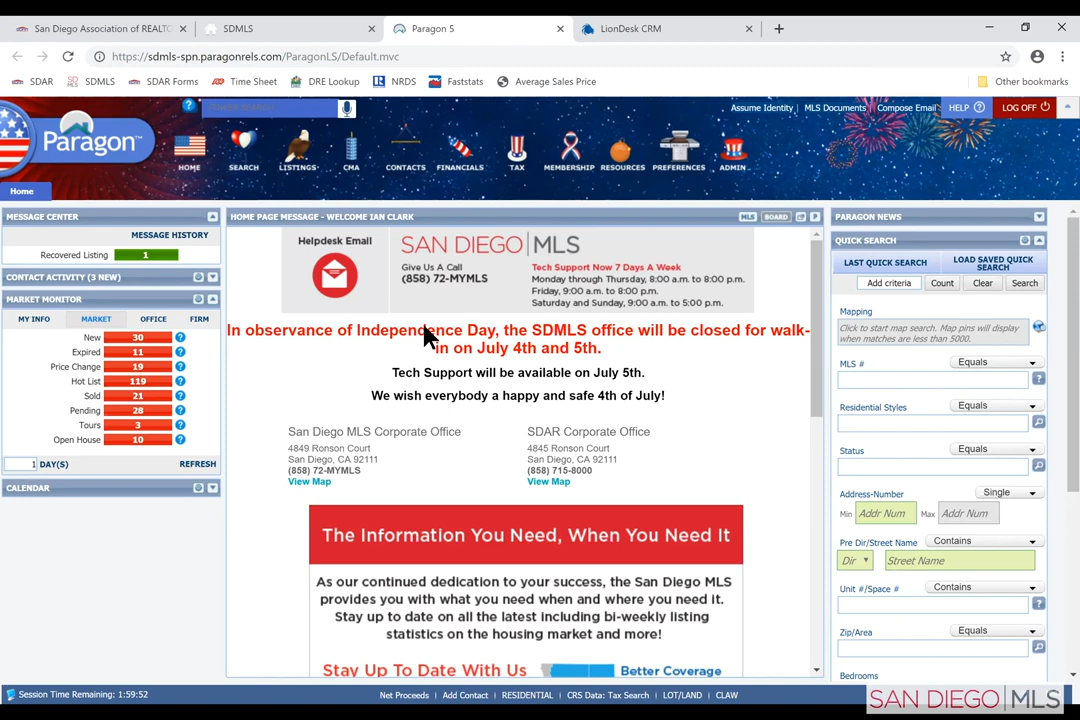 San Diego Association of REALTO
SDMLS
Paragon 5
LionDesk CRM
https://sdmls-spn.paragonrels.com/ParagonLS/Default.mvc
SDAR
SDMLS
SDAR Forms
Time Sheet
DRE Lookup
NRDS
Faststats
Average Sales Price
Other bookmarks
Assume Identity
MLS Documents
Compose Email
HELP
LOG OFF
Paragon™
HOME
SEARCH
LISTINGS
CMA
CONTACTS
FINANCIALS
TAX
MEMBERSHIP
RESOURCES
PREFERENCES
ADMIN
Home
MESSAGE CENTER
MESSAGE HISTORY
Recovered Listing 1
CONTACT ACTIVITY (3 NEW)
MARKET MONITOR
MY INFO MARKET OFFICE FIRM
New 30
Expired 11
Price Change 19
Hot List 119
Sold 21
Pending 28
Tours 3
Open House 10
1 DAY(S) REFRESH
CALENDAR
HOME PAGE MESSAGE - WELCOME IAN CLARK
MLS BOARD
Helpdesk Email
SAN DIEGO MLS
Give Us A Call
(858) 72-MYMLS
Tech Support Now 7 Days A Week
Monday through Thursday, 8:00 a.m. to 8:00 p.m.
Friday, 9:00 a.m. to 8:00 p.m.
Saturday and Sunday, 9:00 a.m. to 5:00 p.m.
In observance of Independence Day, the SDMLS office will be closed for walk-
in on July 4th and 5th.
Tech Support will be available on July 5th.
We wish everybody a happy and safe 4th of July!
San Diego MLS Corporate Office
4849 Ronson Court
San Diego, CA 92111
(858) 72-MYMLS
View Map
SDAR Corporate Office
4845 Ronson Court
San Diego, CA 92111
(858) 715-8000
View Map
The Information You Need, When You Need It
As our continued dedication to your success, the San Diego MLS
provides you with what you need when and where you need it.
Stay up to date on all the latest including bi-weekly listing
statistics on the housing market and more!
Stay Up To Date With Us
Better Coverage
PARAGON NEWS
QUICK SEARCH
LAST QUICK SEARCH
LOAD SAVED QUICK
SEARCH
Add criteria Count Clear Search
Mapping
Click to start map search. Map pins will display
when matches are less than 5000.
MLS # Equals
Residential Styles Equals
Status Equals
Address-Number Single
Min Addr Num Max Addr Num
Pre Dir/Street Name Contains
Dir Street Name
Unit #/Space # Contains
Zip/Area Equals
Bedrooms
Session Time Remaining: 1:59:52
Net Proceeds Add Contact RESIDENTIAL CRS Data: Tax Search LOT/LAND CLAW
SAN DIEGO MLS